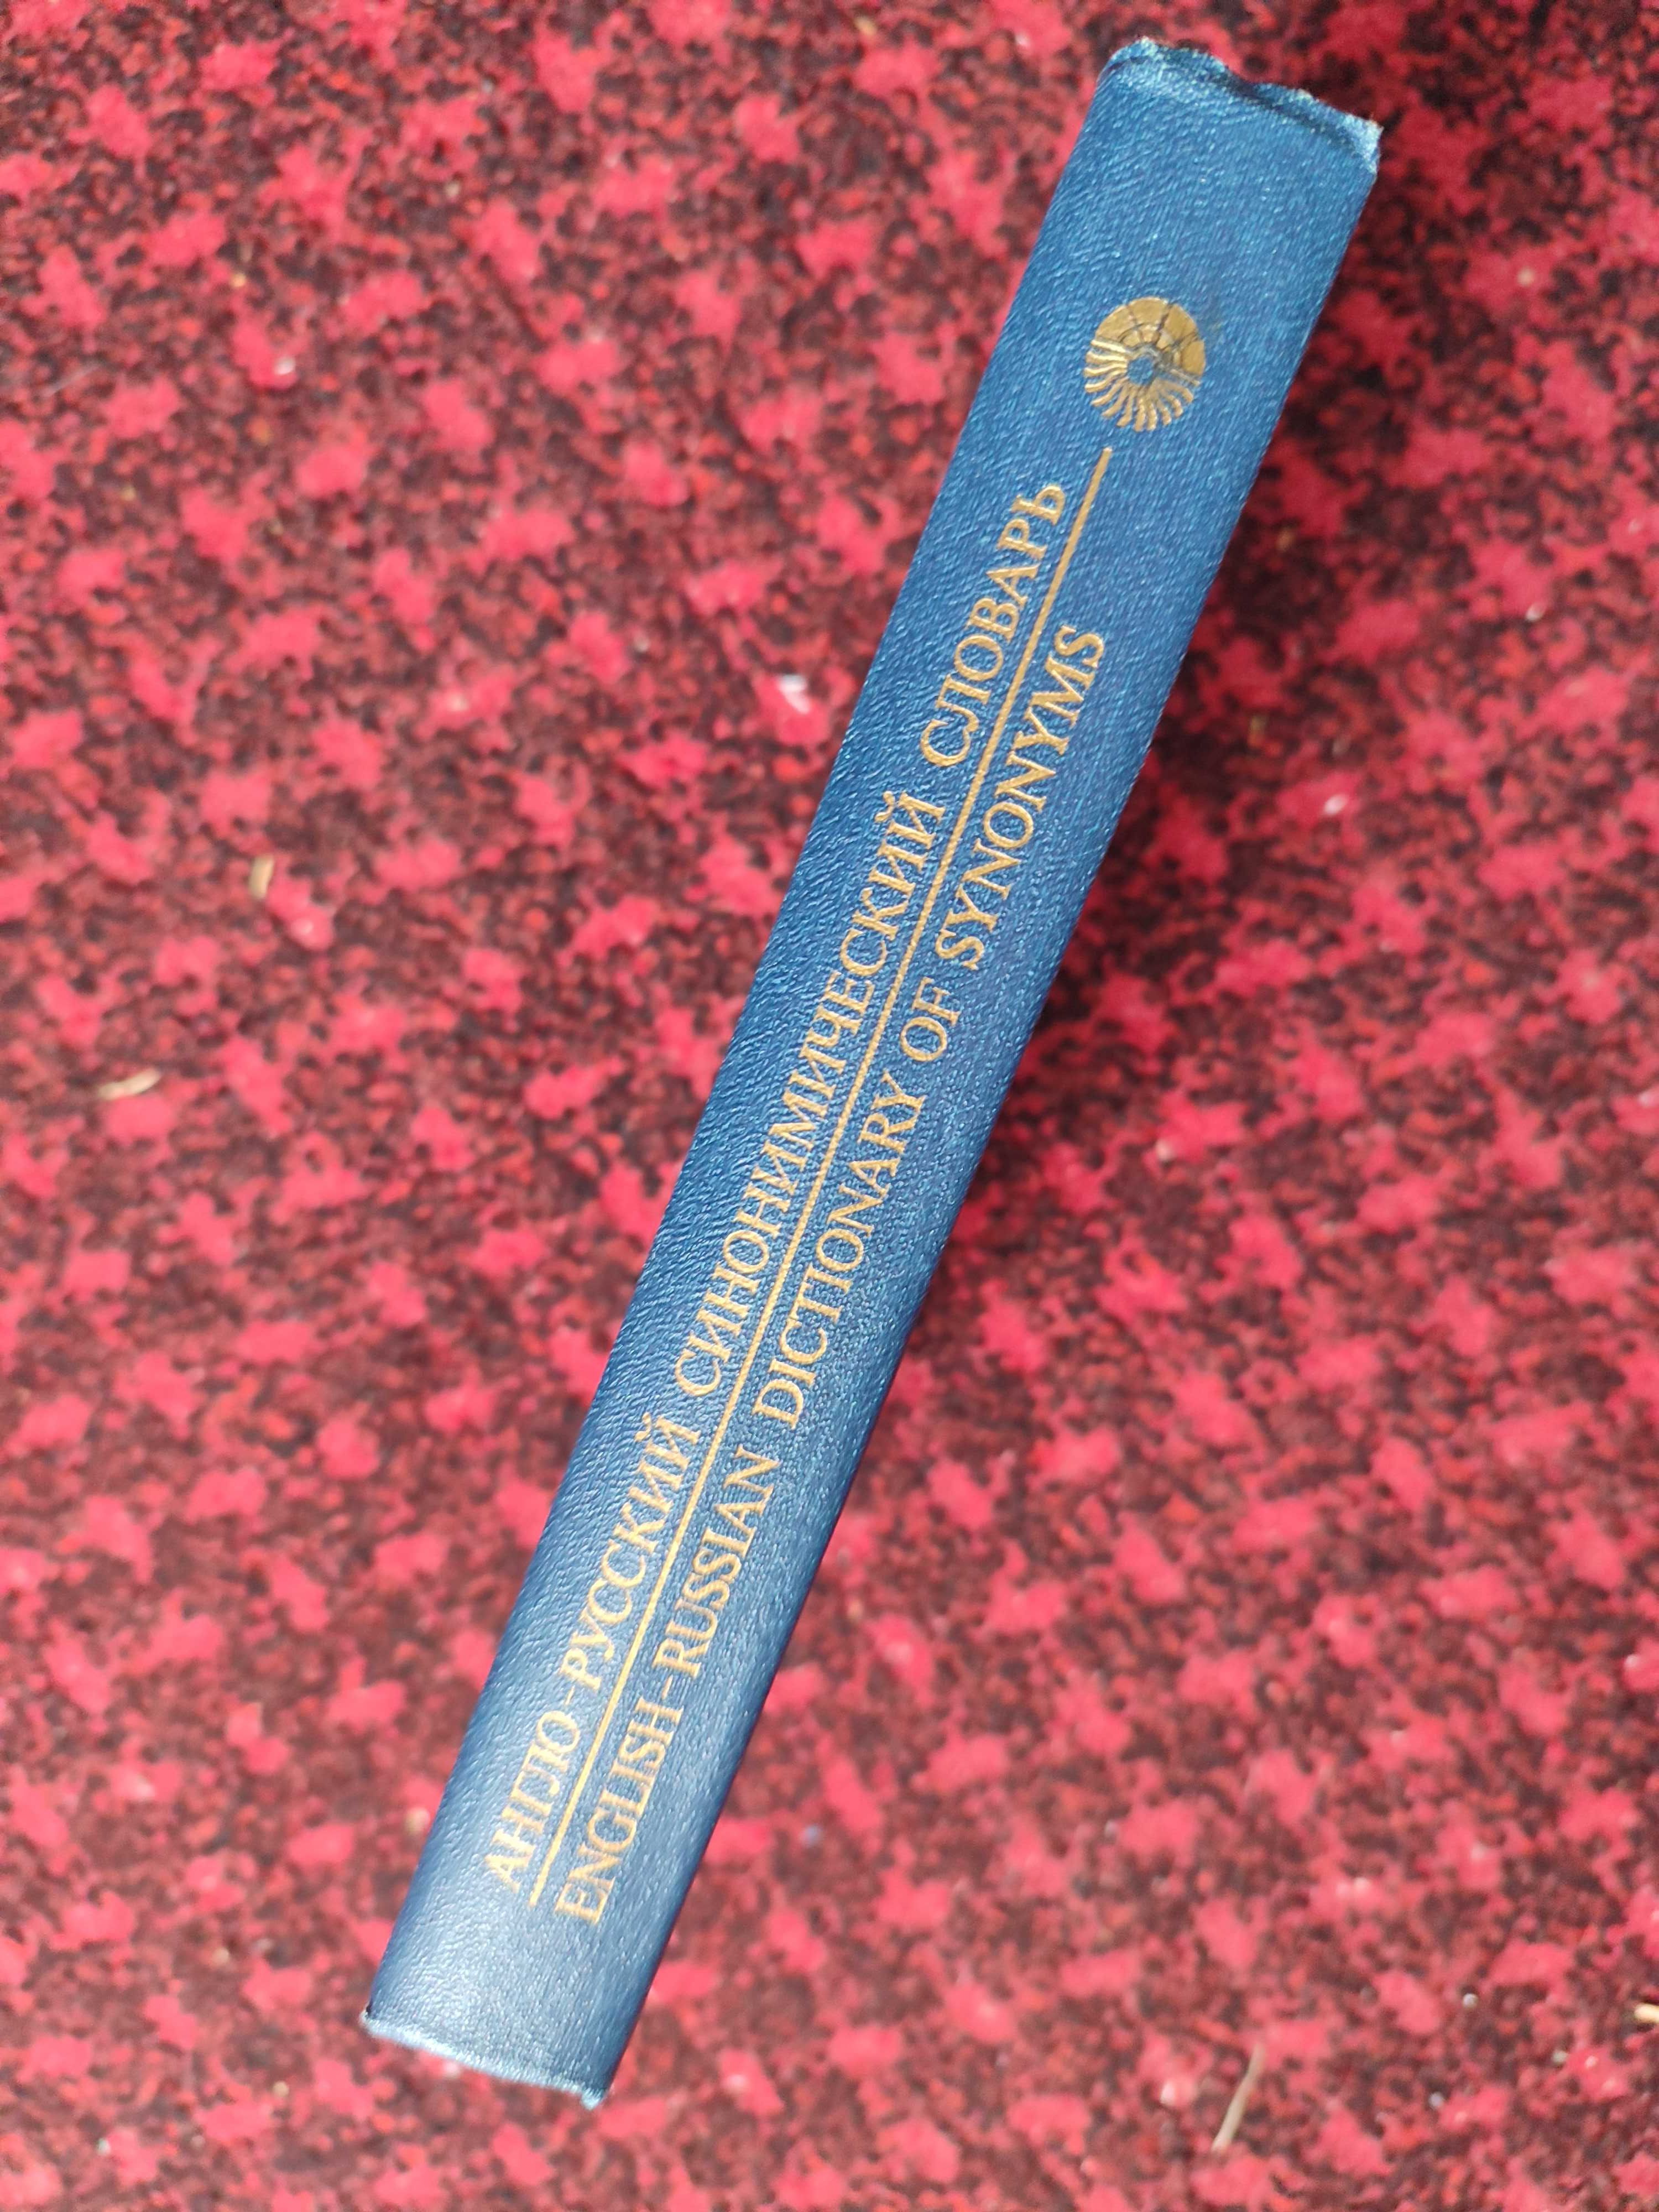 АНГЛО-РУССКИЙ СИНОНИМИЧЕСКИЙ СЛОВАРЬ
ENGLISH-RUSSIAN DICTIONARY OF SYNONYMS